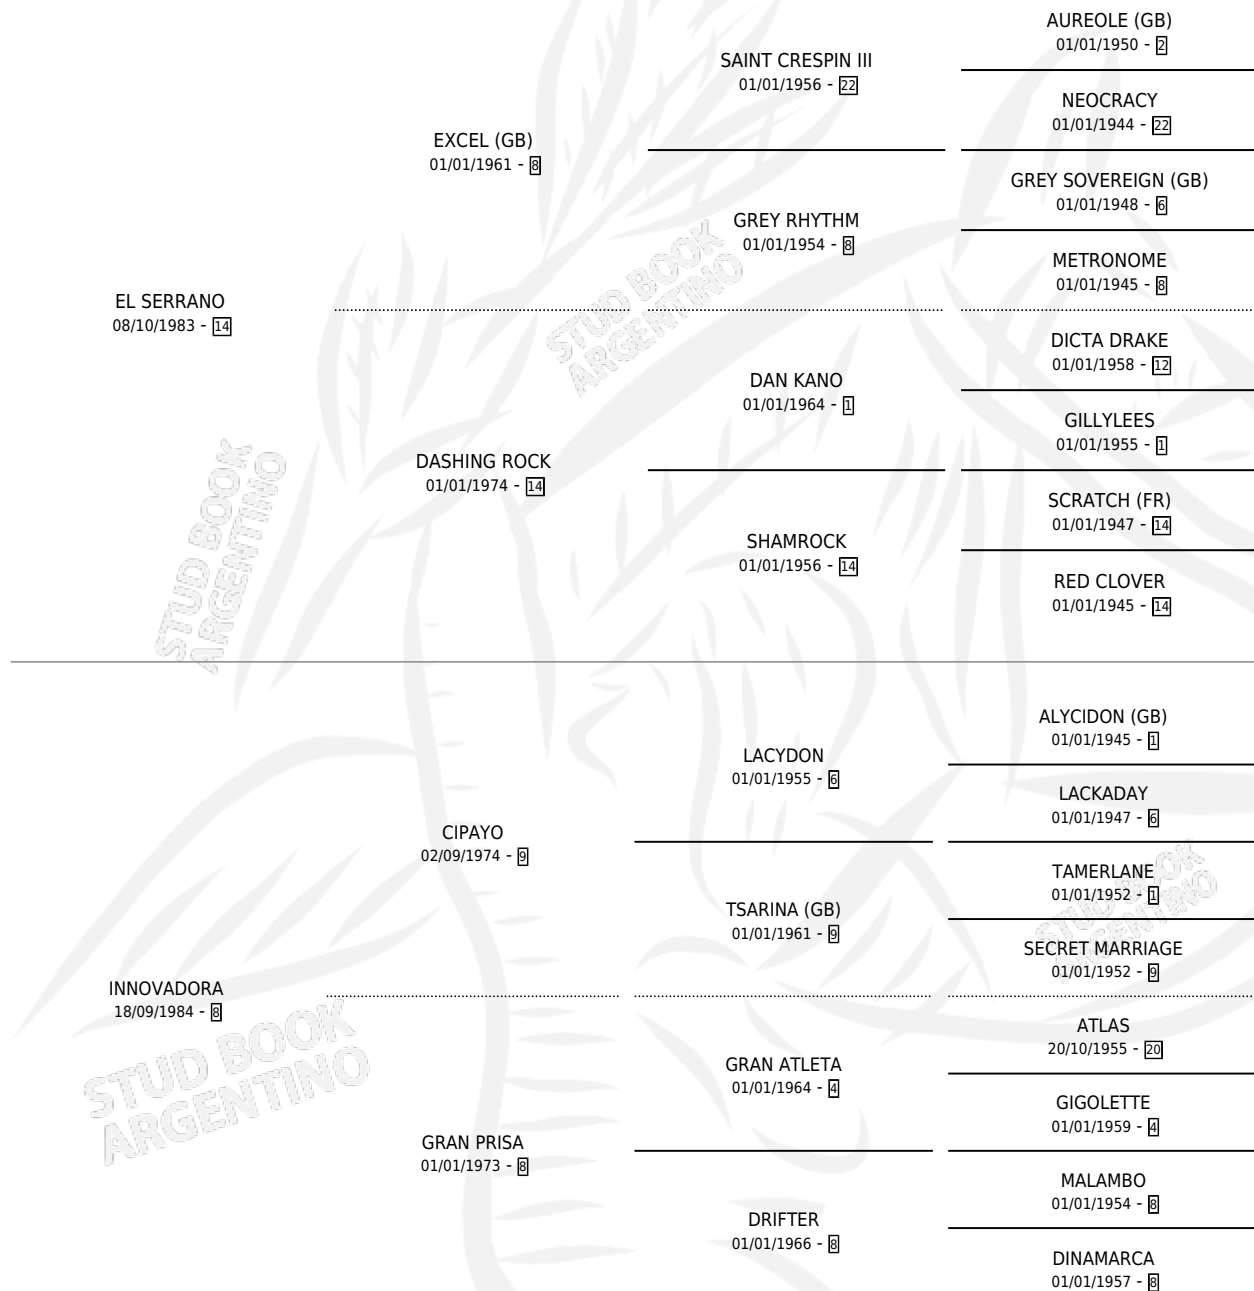 AUREOLE (GB)
01/01/1950 - 2
SAINT CRESPIN III
01/01/1956 - 22
NEOCRACY
01/01/1944 - 22
EXCEL (GB)
01/01/1961 - 8
GREY SOVEREIGN (GB)
01/01/1948 - 6
GREY RHYTHM
01/01/1954 - 8
METRONOME
01/01/1945 - 8
EL SERRANO
08/10/1983 - 14
DICTA DRAKE
01/01/1958 - 12
DAN KANO
01/01/1964 - 1
GILLYLEES
01/01/1955 - 1
DASHING ROCK
01/01/1974 - 14
SCRATCH (FR)
01/01/1947 - 14
SHAMROCK
01/01/1956 - 14
RED CLOVER
01/01/1945 - 14
ALYCIDON (GB)
01/01/1945 - 1
LACYDON
01/01/1955 - 6
LACKADAY
01/01/1947 - 6
CIPAYO
02/09/1974 - 9
TAMERLANE
01/01/1952 - 1
TSARINA (GB)
01/01/1961 - 9
SECRET MARRIAGE
01/01/1952 - 9
INNOVADORA
18/09/1984 - 8
ATLAS
20/10/1955 - 20
GRAN ATLETA
01/01/1964 - 4
GIGOLETTE
01/01/1959 - 4
GRAN PRISA
01/01/1973 - 8
MALAMBO
01/01/1954 - 8
DRIFTER
01/01/1966 - 8
DINAMARCA
01/01/1957 - 8
STUD BOOK
ARGENTINO
STUD BOOK
ARGENTINO
STUD BOOK
ARGENTINO
STUD BOOK
ARGENTINO